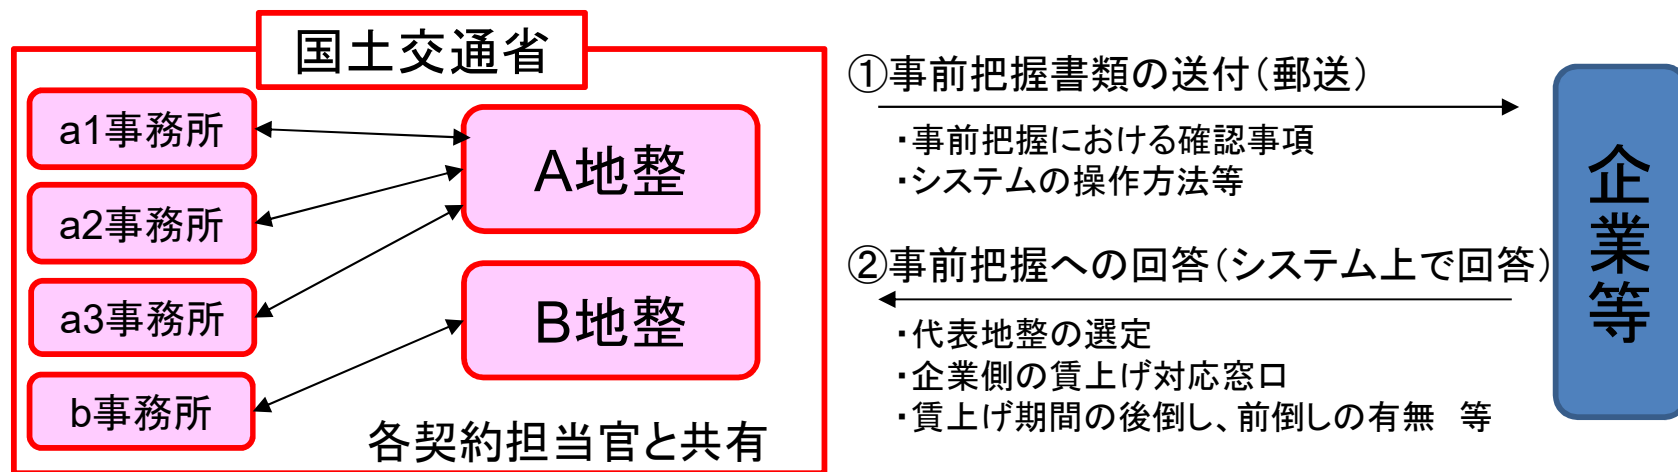 国土交通省
a1事務所
a2事務所
a3事務所
b事務所
A地整
B地整
各契約担当官と共有
①事前把握書類の送付(郵送)
・事前把握における確認事項
・システムの操作方法等
②事前把握への回答(システム上で回答)
・代表地整の選定
・企業側の賃上げ対応窓口
・賃上げ期間の後倒し、前倒しの有無　等
企業等